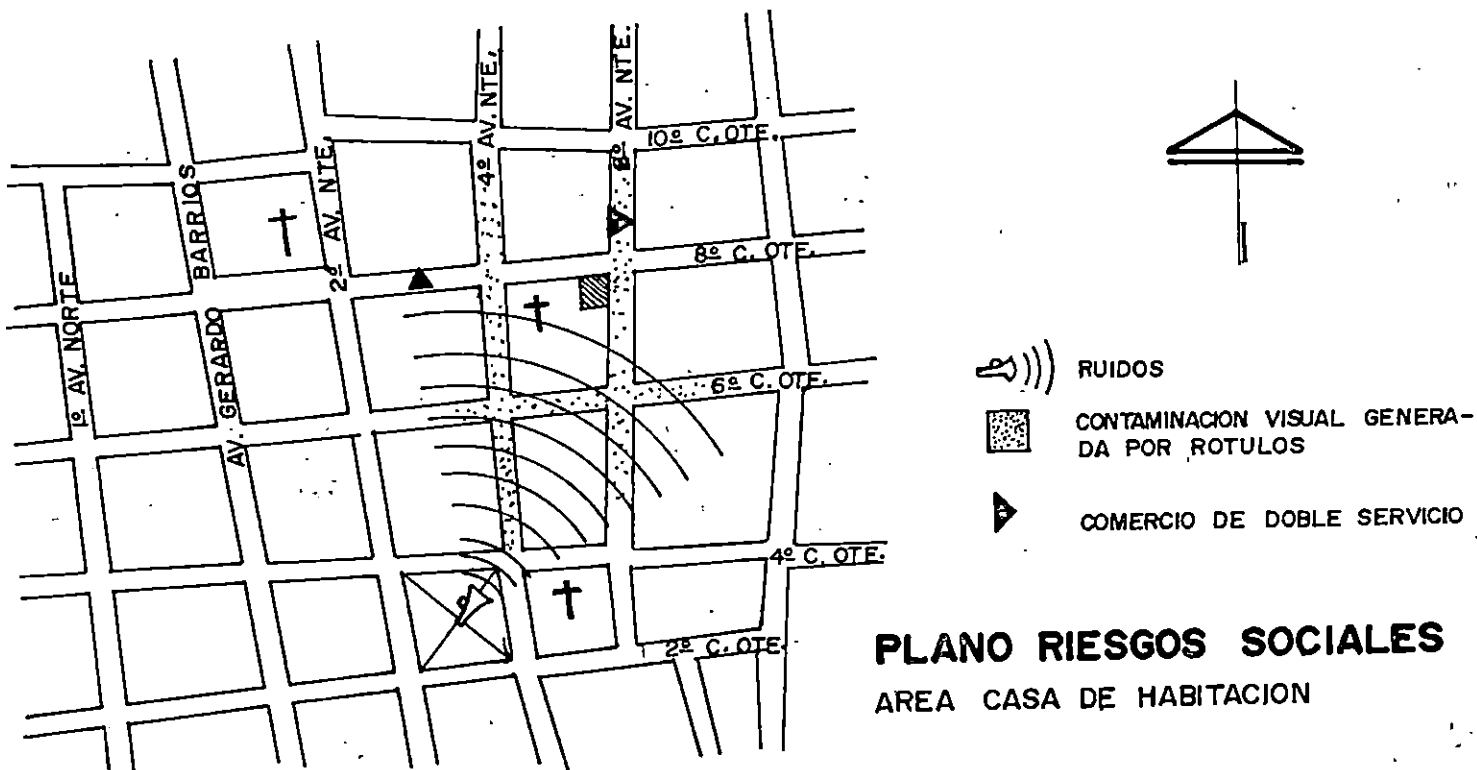 10º C. OTE.
8º C. OTE.
6º C. OTE.
4º C. OTE.
2º C. OTE.
1º AV. NORTE
AV. GERARDO BARRIOS
2º AV. NTE.
4º AV. NTE.
AV. NTE.
RUIDOS
CONTAMINACION VISUAL GENERA-
DA POR ROTULOS
COMERCIO DE DOBLE SERVICIO
PLANO RIESGOS SOCIALES
AREA CASA DE HABITACION